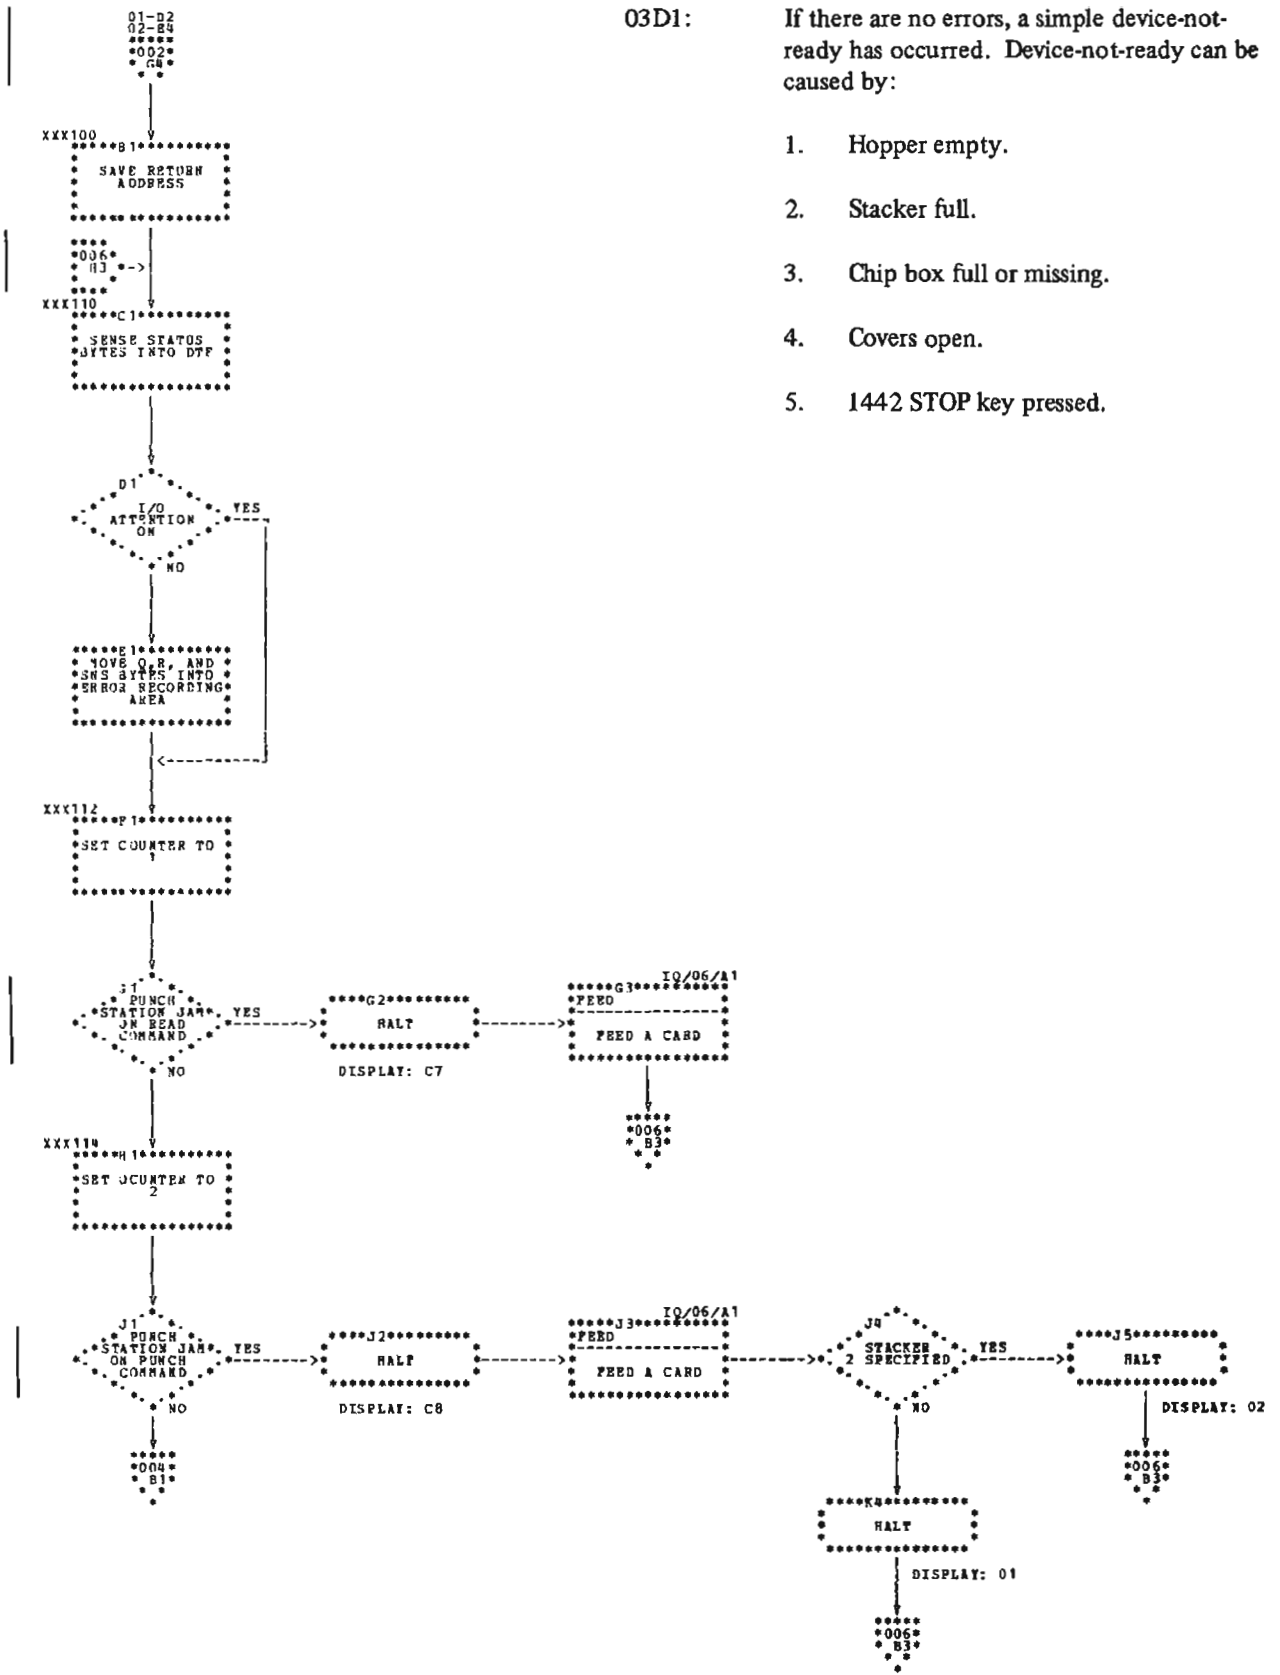 01-D2
02-E4
*002*
G4
03D1: If there are no errors, a simple device-not-
ready has occurred. Device-not-ready can be
caused by:
1. Hopper empty.
2. Stacker full.
3. Chip box full or missing.
4. Covers open.
5. 1442 STOP key pressed.
XXX100
B1
SAVE RETURN
ADDRESS
006
XXX110
C1
SENSE STATUS
BYTES INTO DTF
D1
I/O
ATTENTION
ON
YES
NO
E1
MOVE Q,R, AND
SNS BYTES INTO
ERROR RECORDING
AREA
XXX112
F1
SET COUNTER TO
1
G1
PUNCH
STATION JAM
ON READ
COMMAND
YES
NO
G2
HALT
DISPLAY: C7
IO/06/A1
G3
FEED
FEED A CARD
*006*
B3*
XXX114
H1
SET COUNTER TO
2
J1
PUNCH
STATION JAM
ON PUNCH
COMMAND
YES
NO
J2
HALT
DISPLAY: C8
IO/06/A1
J3
FEED
FEED A CARD
J4
STACKER
2 SPECIFIED
YES
NO
J5
HALT
DISPLAY: 02
*004*
B1*
*006*
B3*
K4
HALT
DISPLAY: 01
*006*
B3*